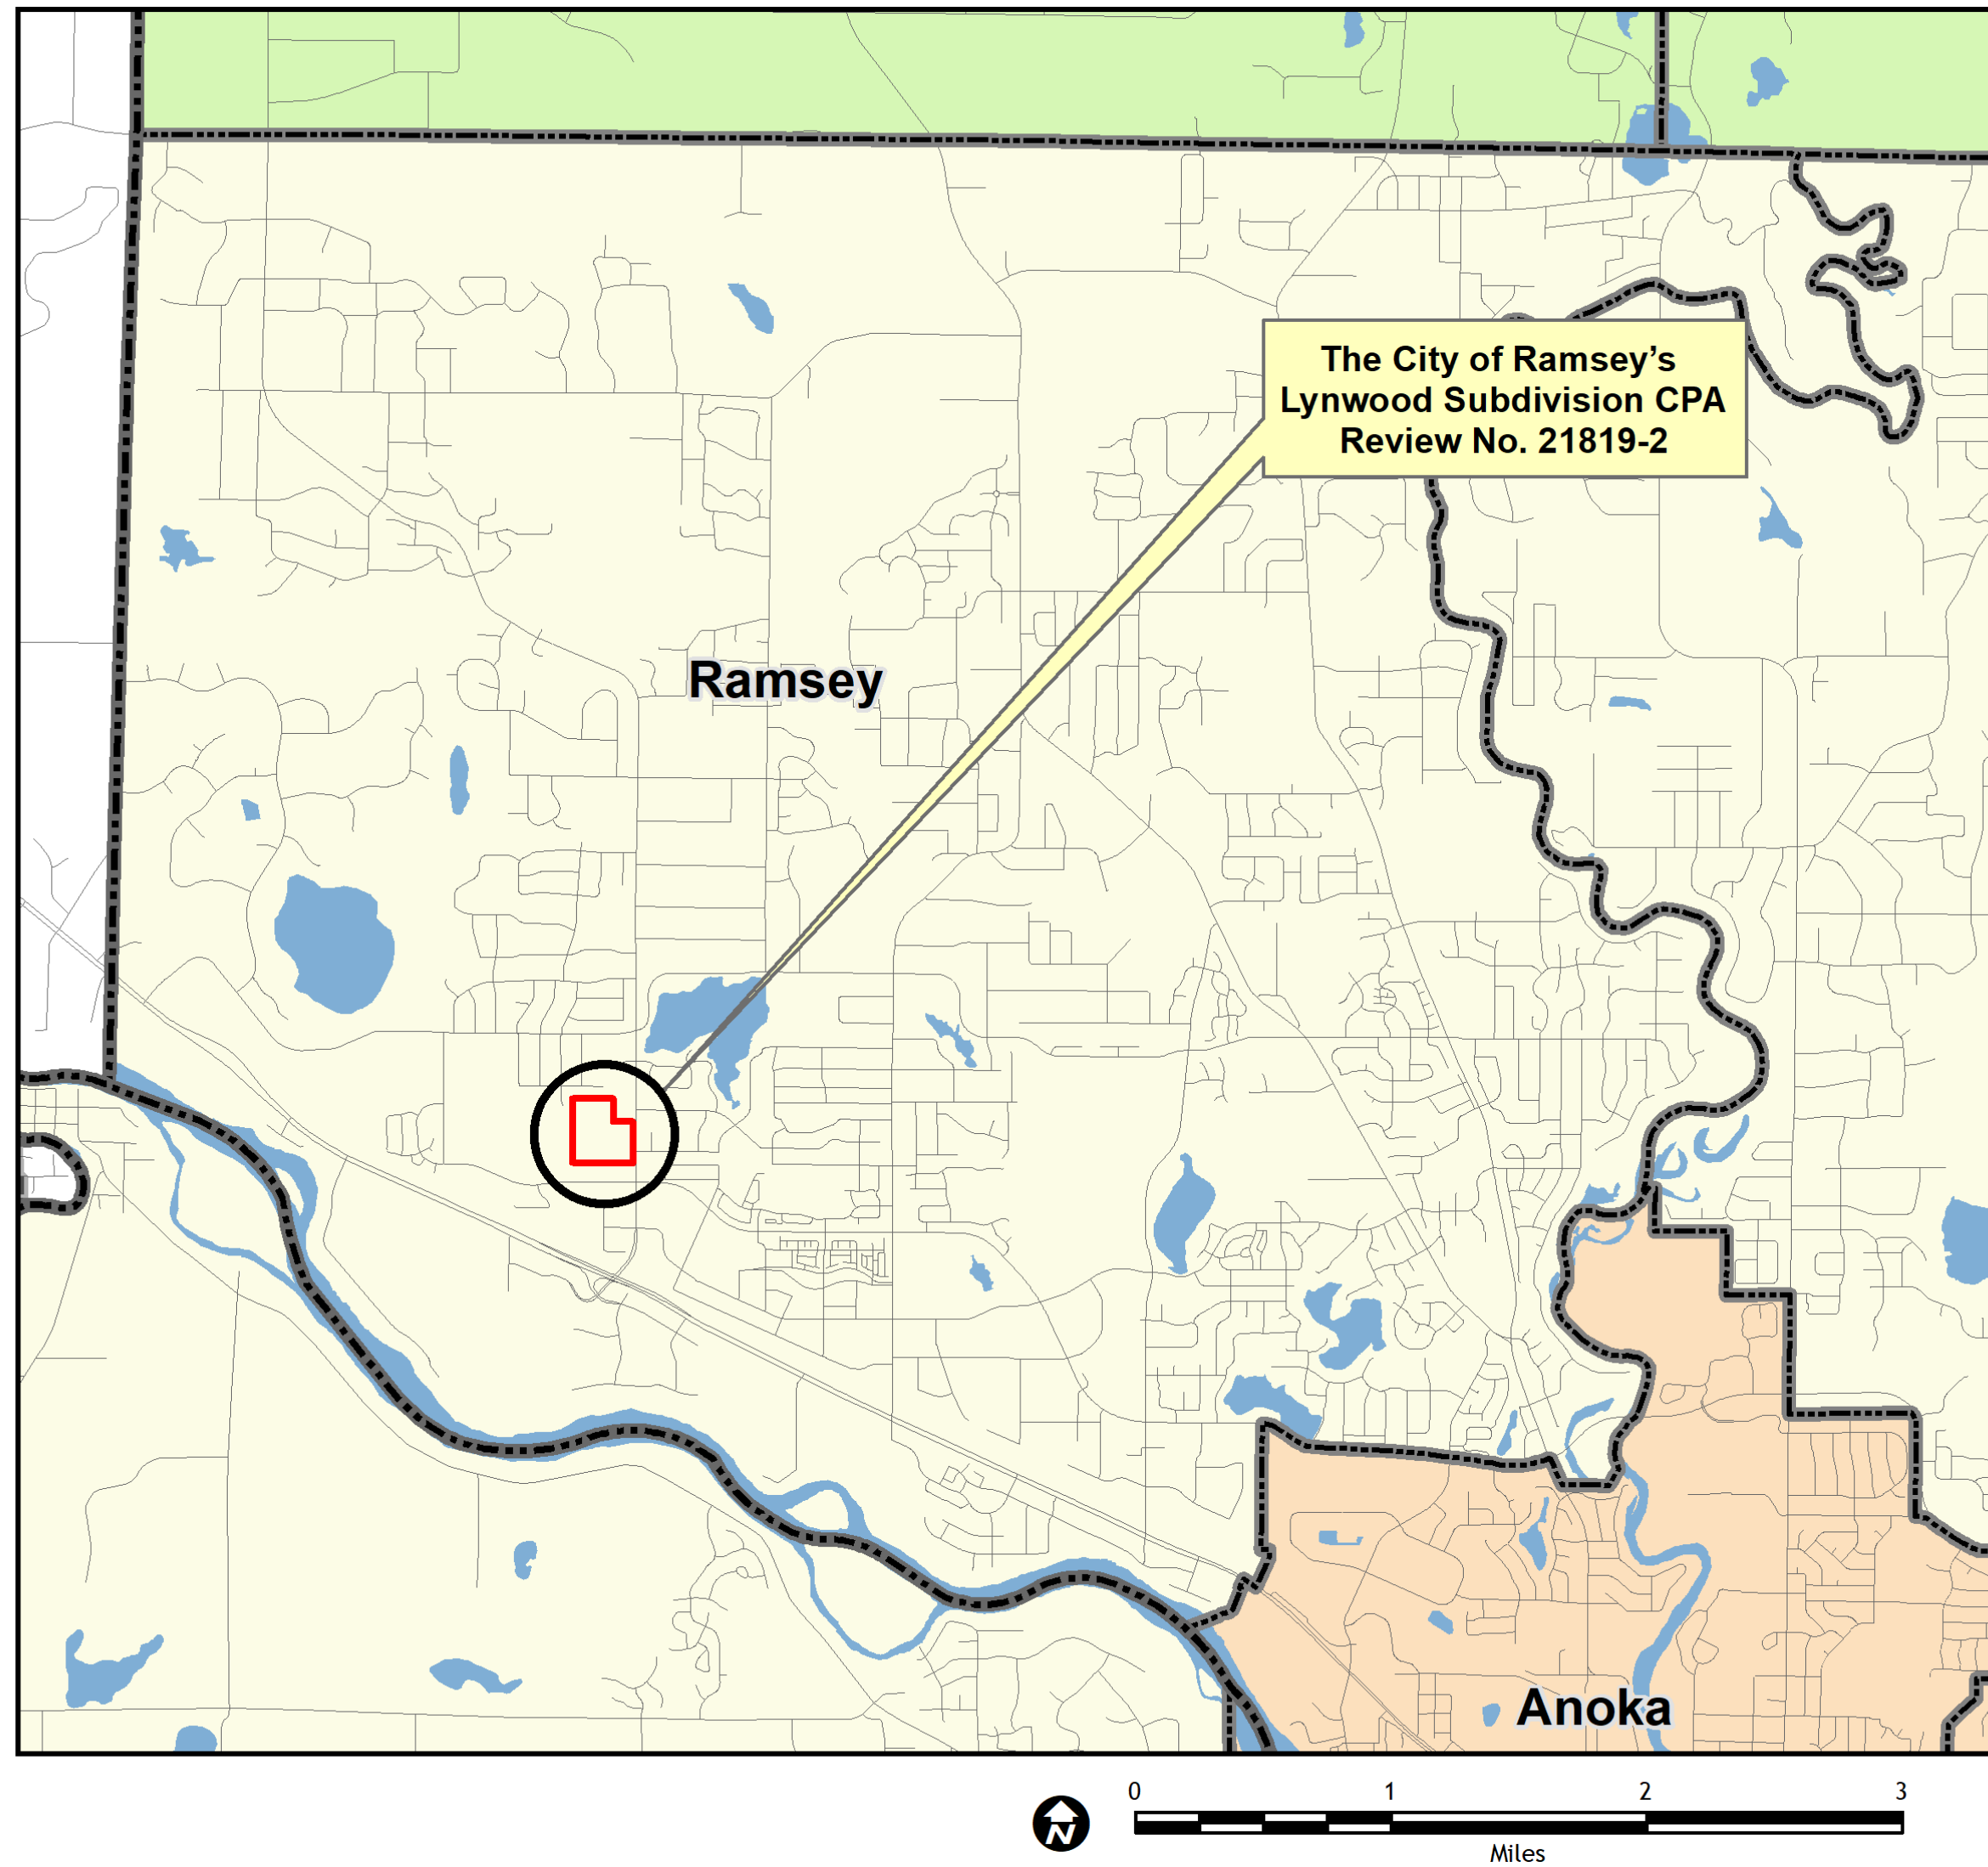 The City of Ramsey’s
Lynwood Subdivision CPA
Review No. 21819-2
Ramsey
Anoka
N
0 1 2 3
Miles